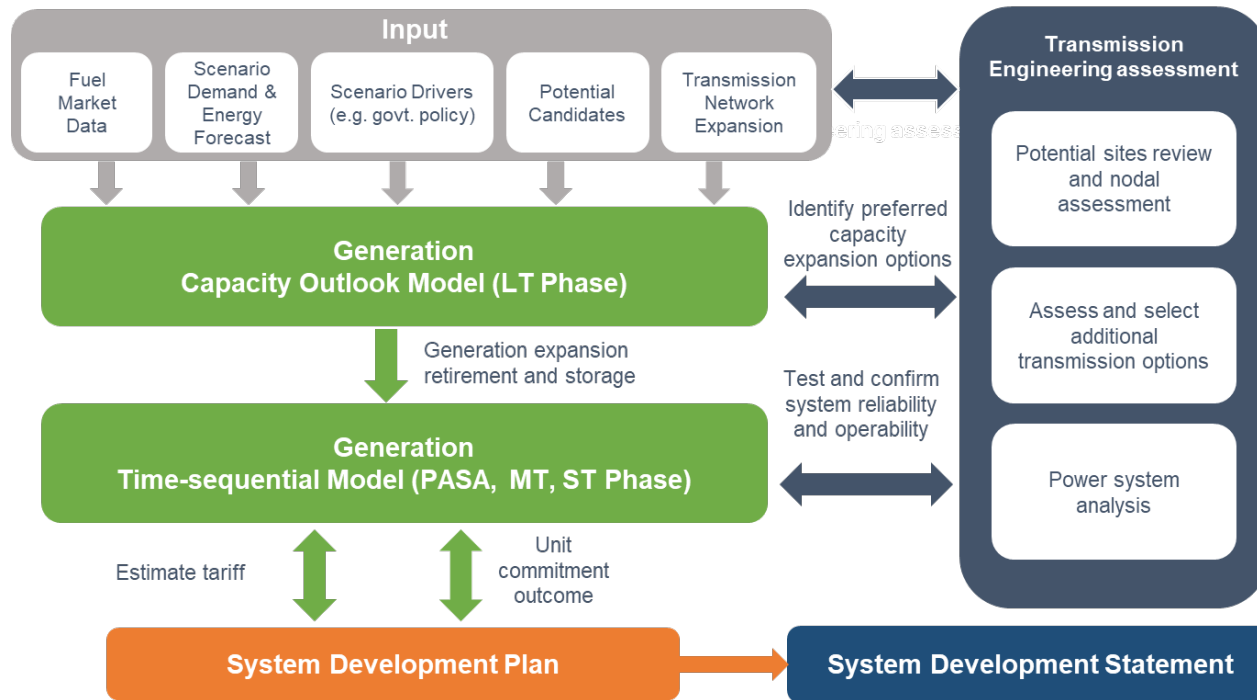 Input
Fuel
Market
Data
Scenario
Demand &
Energy
Forecast
Scenario Drivers
(e.g. govt. policy)
Potential
Candidates
Transmission
Network
Expansion
Transmission
Engineering assessment
Potential sites review
and nodal
assessment
Assess and select
additional
transmission options
Power system
analysis
Identify preferred
capacity
expansion options
Generation
Capacity Outlook Model (LT Phase)
Generation expansion
retirement and storage
Test and confirm
system reliability
and operability
Generation
Time-sequential Model (PASA, MT, ST Phase)
Estimate tariff
Unit
commitment
outcome
System Development Plan
System Development Statement